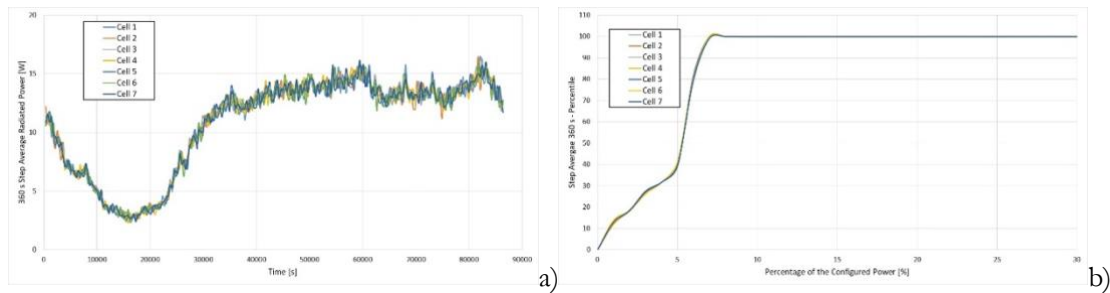 20
15
10
5
0
360 s Step Average Radiated Power [W]
Cell 1
Cell 2
Cell 3
Cell 4
Cell 5
Cell 6
Cell 7
0 10000 20000 30000 40000 50000 60000 70000 80000 90000
Time [s]
a)
100
90
80
70
60
50
40
30
20
10
0
Step Avergae 360 s - Percentile
Cell 1
Cell 2
Cell 3
Cell 4
Cell 5
Cell 6
Cell 7
0 5 10 15 20 25 30
Percentage of the Configured Power [%]
b)